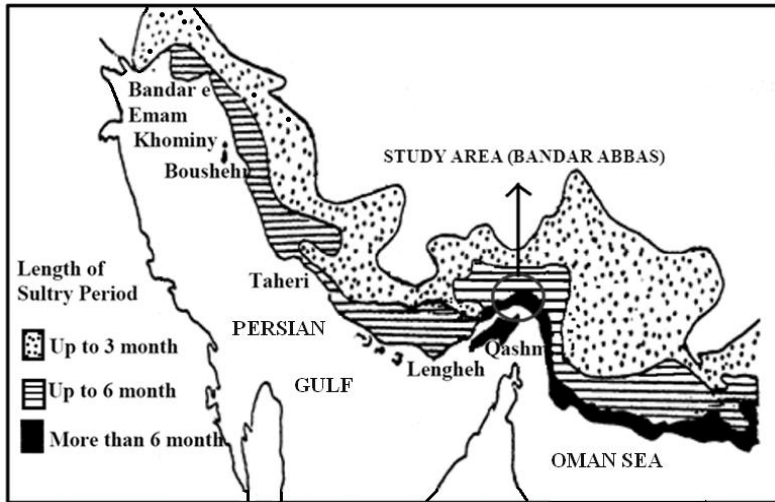 Bandar e
Emam
Khominy
Boushehr
STUDY AREA (BANDAR ABBAS)
Taheri
Length of
Sultry Period
PERSIAN
GULF
Up to 3 month
Up to 6 month
More than 6 month
Lengheh
Qashm
OMAN SEA